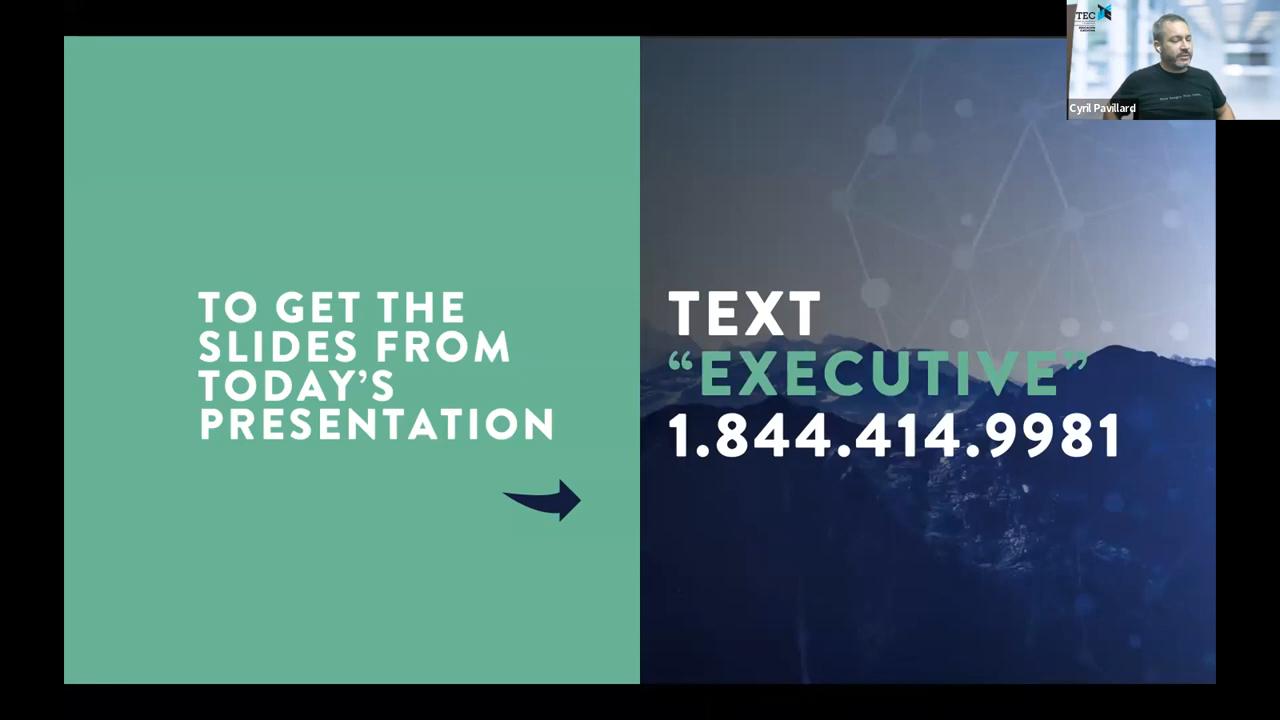 TO GET THE
SLIDES FROM
TODAY'S
PRESENTATION
TEXT
“EXECUTIVE”
1.844.414.9981
TEC
Cyril Pavillard